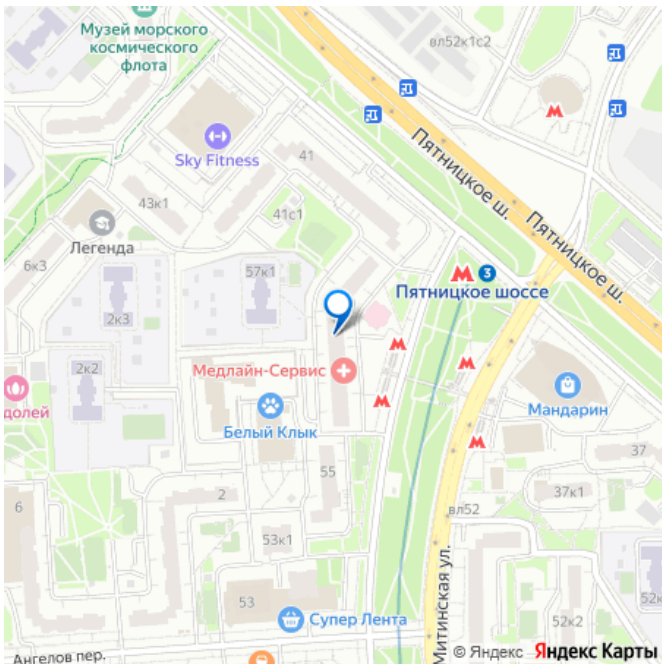 Музей морского
космического
флота
вл52к1с2
Sky Fitness
41
Пятницкое ш.
Пятницкое ш.
43к1
41с1
Легенда
6к3
57к1
3
Пятницкое шоссе
2к3
2к2
Медлайн-Сервис
долей
Белый Клык
Мандарин
37
55
37к1
6
2
вл52
53к1
53
Супер Лента
52к
52к2
Митинская ул.
Ангелов пер.
© Яндекс Яндекс Карты